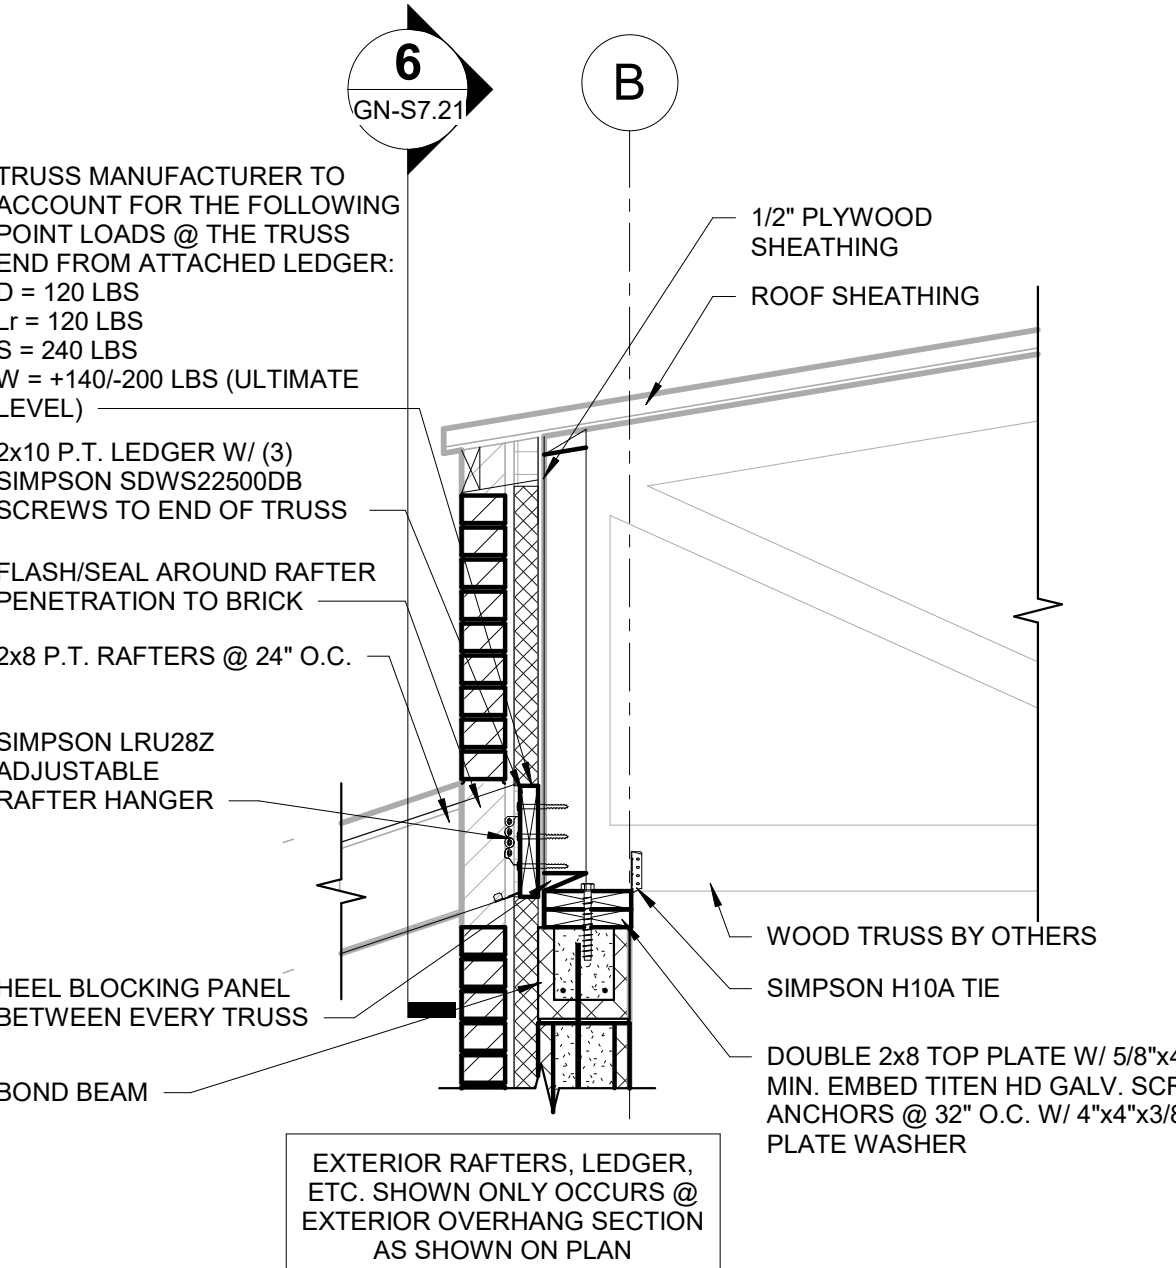 6
GN-S7.21
B
TRUSS MANUFACTURER TO
ACCOUNT FOR THE FOLLOWING
POINT LOADS @ THE TRUSS
END FROM ATTACHED LEDGER:
D = 120 LBS
Lr = 120 LBS
S = 240 LBS
W = +140/-200 LBS (ULTIMATE
LEVEL)
2x10 P.T. LEDGER W/ (3)
SIMPSON SDWS22500DB
SCREWS TO END OF TRUSS
FLASH/SEAL AROUND RAFTER
PENETRATION TO BRICK
2x8 P.T. RAFTERS @ 24" O.C.
SIMPSON LRU28Z
ADJUSTABLE
RAFTER HANGER
HEEL BLOCKING PANEL
BETWEEN EVERY TRUSS
BOND BEAM
1/2" PLYWOOD
SHEATHING
ROOF SHEATHING
WOOD TRUSS BY OTHERS
SIMPSON H10A TIE
DOUBLE 2x8 TOP PLATE W/ 5/8"x4
MIN. EMBED TITEN HD GALV. SCR
ANCHORS @ 32" O.C. W/ 4"x4"x3/8
PLATE WASHER
EXTERIOR RAFTERS, LEDGER,
ETC. SHOWN ONLY OCCURS @
EXTERIOR OVERHANG SECTION
AS SHOWN ON PLAN